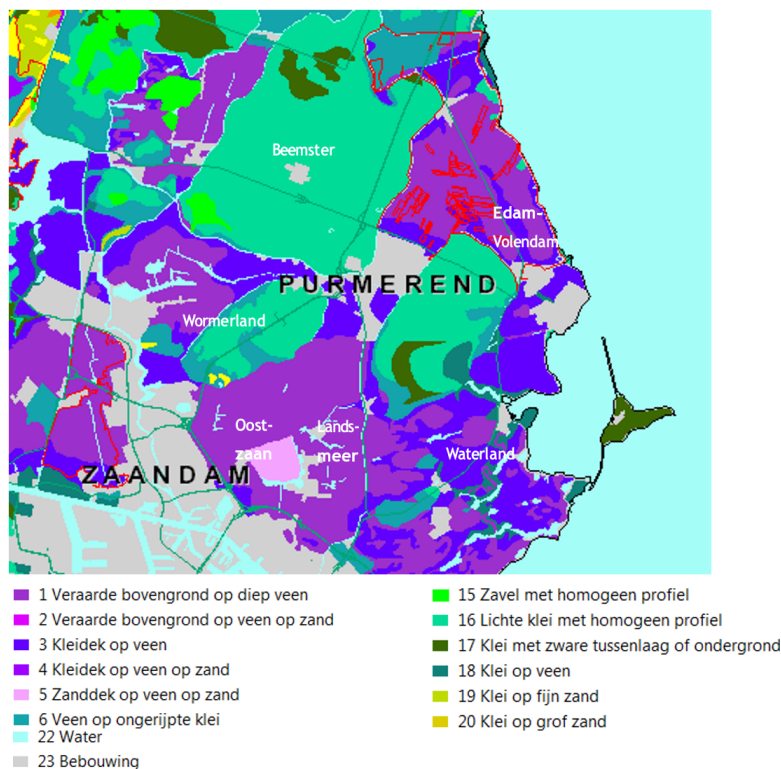 Beemster
Edam-
Volendam
PURMEREND
Wormerland
Oost-
zaan
Lands-
meer
Waterland
ZAANDAM
1 Veraarde bovengrond op diep veen
2 Veraarde bovengrond op veen op zand
3 Kleidek op veen
4 Kleidek op veen op zand
5 Zanddek op veen op zand
6 Veen op ongerijpte klei
22 Water
23 Bebouwing
15 Zavel met homogeen profiel
16 Lichte klei met homogeen profiel
17 Klei met zware tussenlaag of ondergrond
18 Klei op veen
19 Klei op fijn zand
20 Klei op grof zand